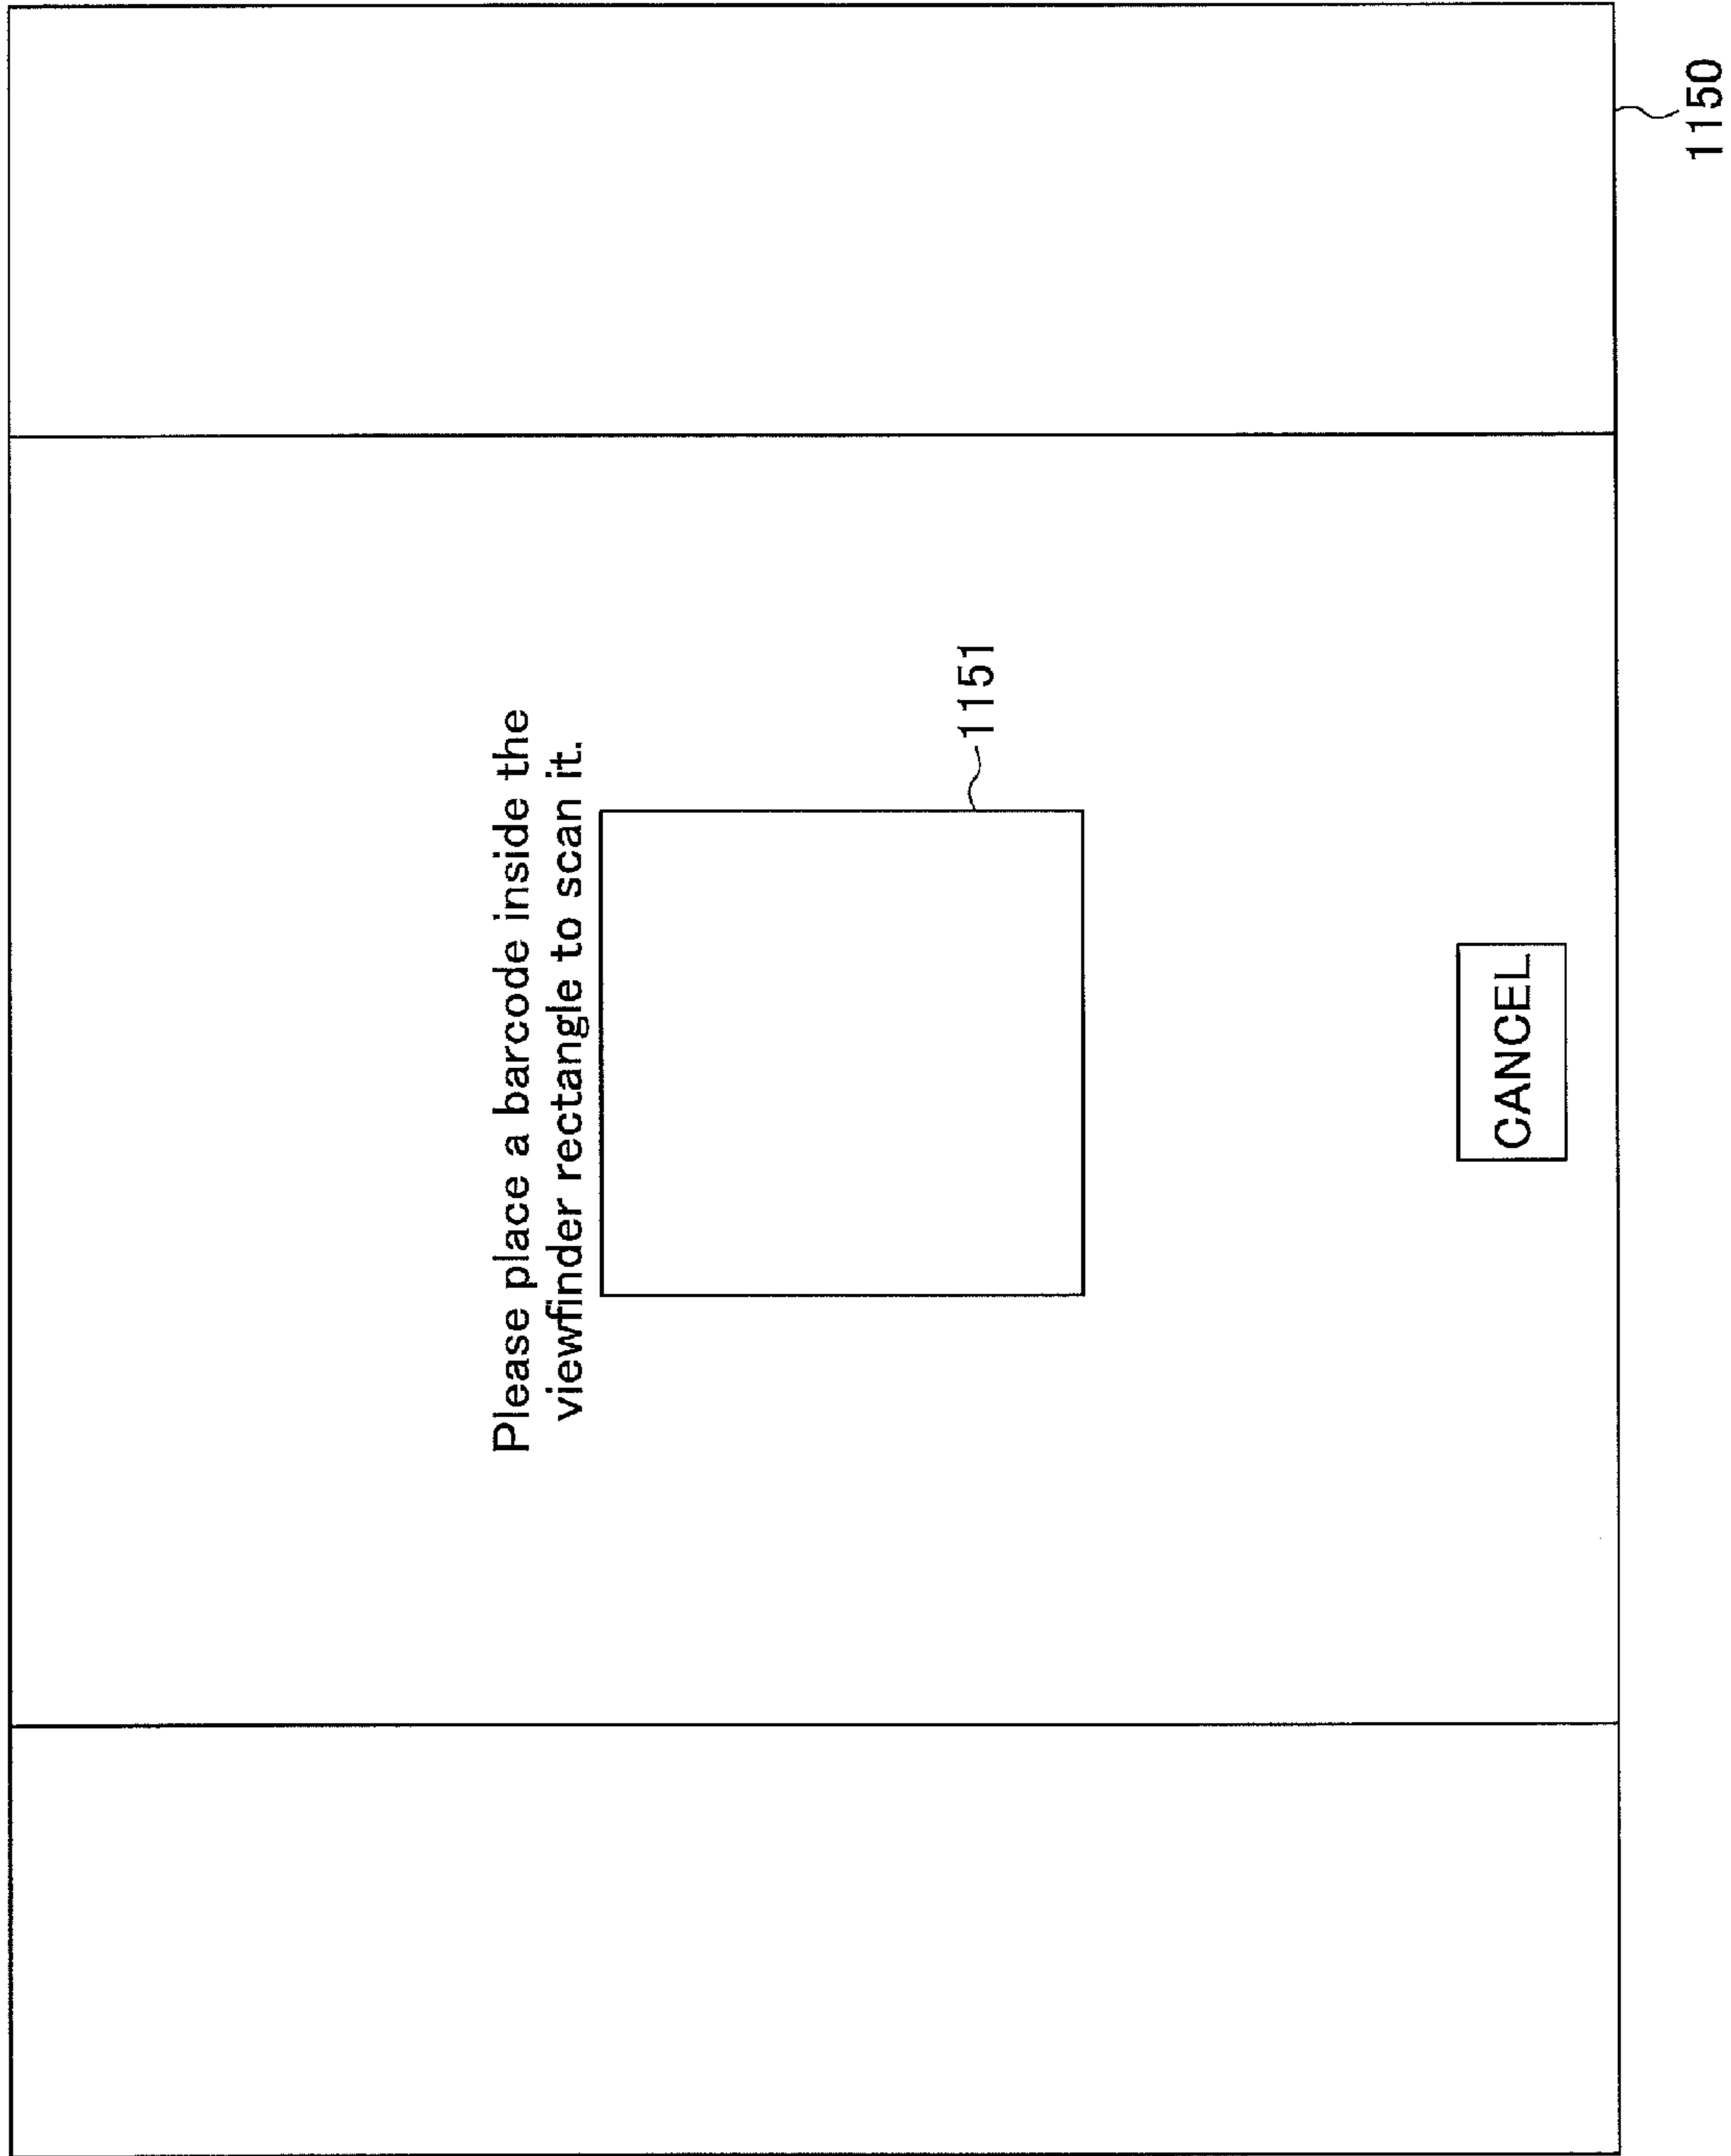 Please place a barcode inside the
viewfinder rectangle to scan it.
1151
CANCEL
1150